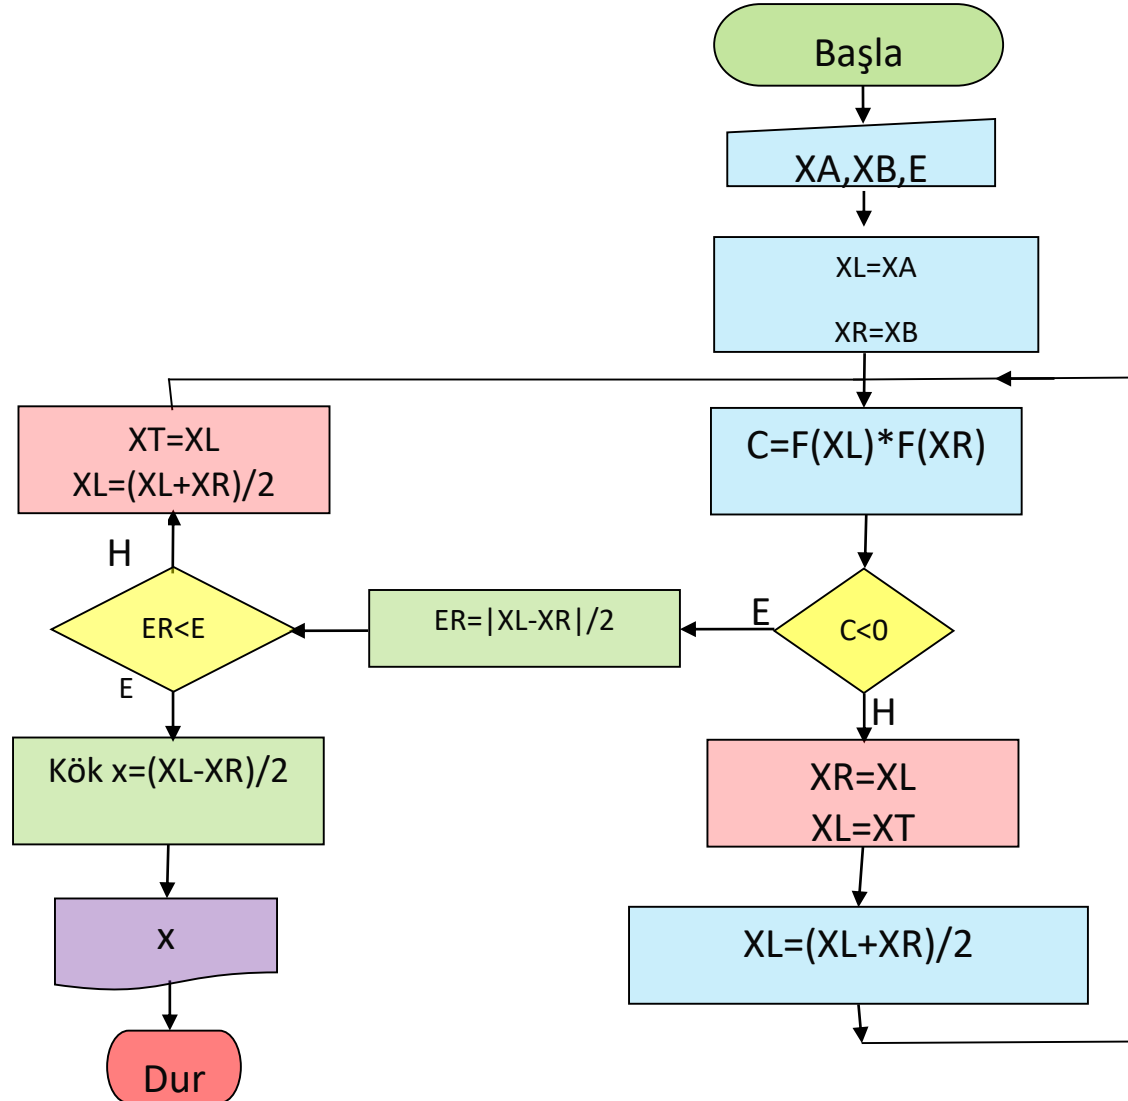 Başla
XA,XB,E
XL=XA
XR=XB
C=F(XL)*F(XR)
C<0
E
ER=|XL-XR|/2
ER<E
H
XT=XL
XL=(XL+XR)/2
E
Kök x=(XL-XR)/2
x
Dur
H
XR=XL
XL=XT
XL=(XL+XR)/2